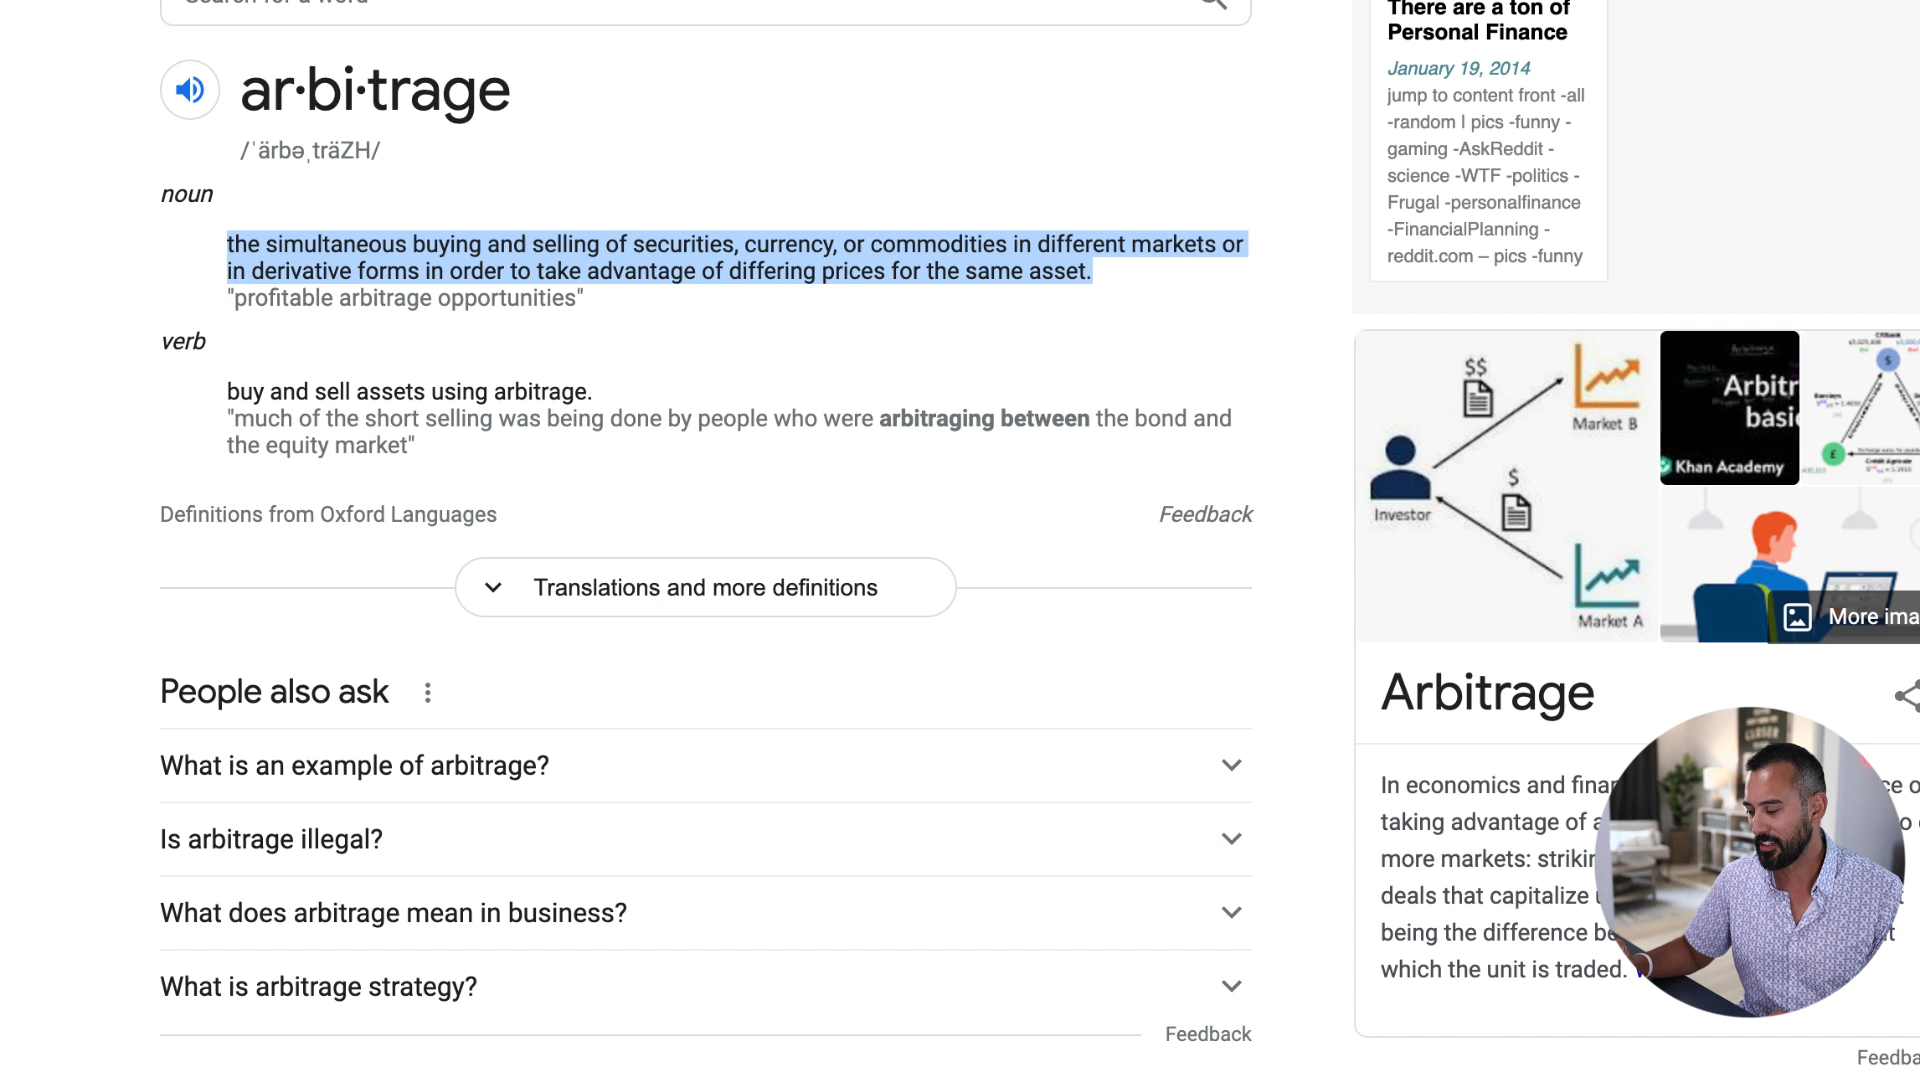 ar·bi·trage
/ˈärbəˌträZH/
noun
the simultaneous buying and selling of securities, currency, or commodities in different markets or
in derivative forms in order to take advantage of differing prices for the same asset.
"profitable arbitrage opportunities"
verb
buy and sell assets using arbitrage.
"much of the short selling was being done by people who were arbitraging between the bond and
the equity market"
Definitions from Oxford Languages
Feedback
Translations and more definitions
People also ask
What is an example of arbitrage?
Is arbitrage illegal?
What does arbitrage mean in business?
What is arbitrage strategy?
Feedback
There are a ton of
Personal Finance
January 19, 2014
jump to content front -all
-random | pics -funny -
gaming -AskReddit -
science -WTF -politics -
Frugal -personalfinance
-FinancialPlanning -
reddit.com – pics -funny
$$
Market B
Investor
$
Market A
Arbitr
basi
Khan Academy
$
£
More ima
Arbitrage
In economics and finan
taking advantage of a
more markets: strikin
deals that capitalize
being the difference be
which the unit is traded.
Feedba